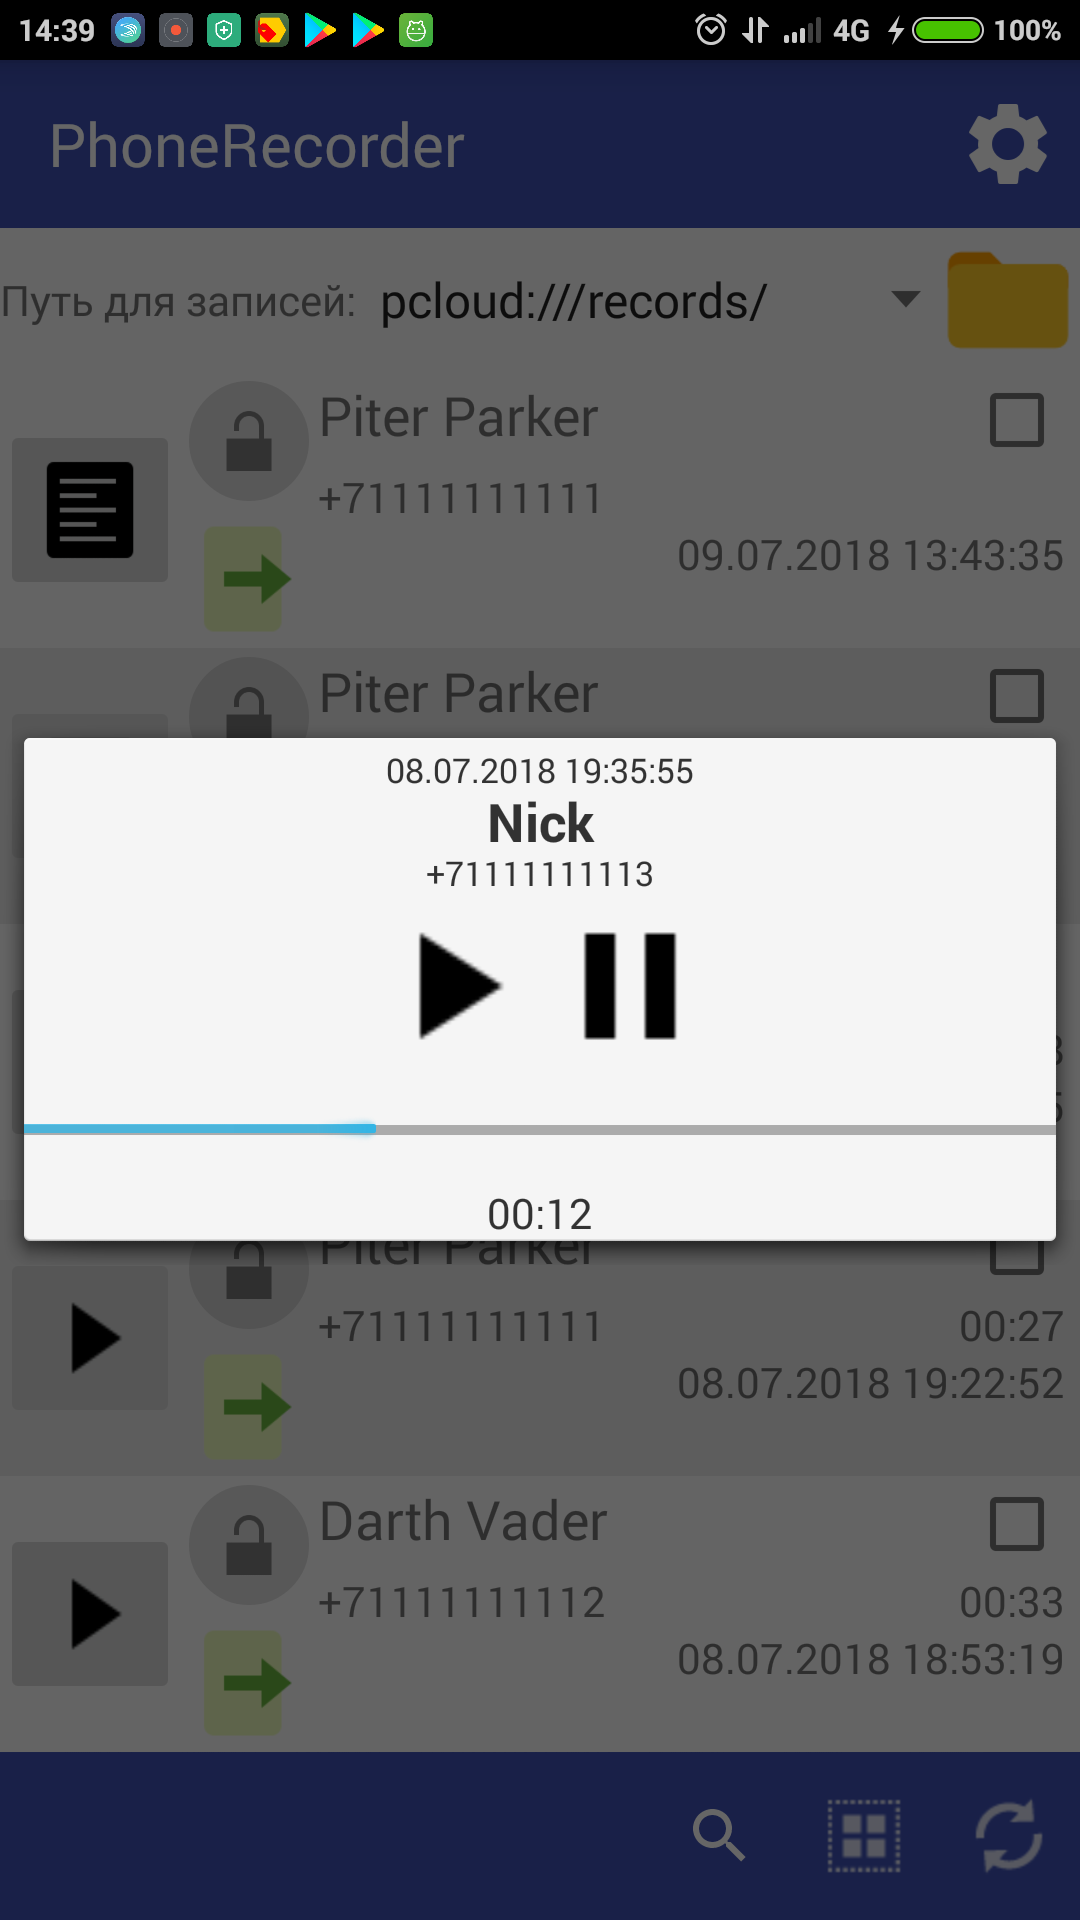 14:39
4G
100%
PhoneRecorder
Путь для записей: pcloud:///records/
Piter Parker
+71111111111
09.07.2018 13:43:35
Piter Parker
08.07.2018 19:35:55
Nick
+71111111113
00:12
Piter Parker
+71111111111
00:27
08.07.2018 19:22:52
Darth Vader
+71111111112
00:33
08.07.2018 18:53:19